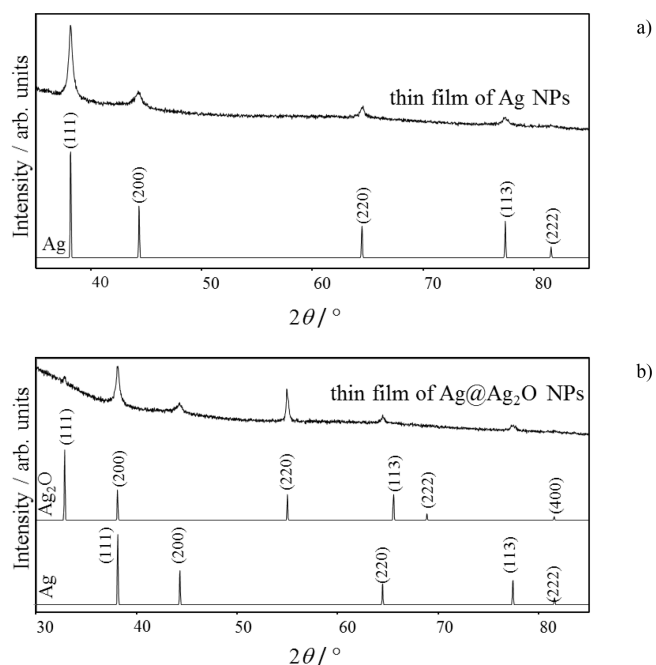 a)
Intensity / arb. units
thin film of Ag NPs
(111)
(200)
(220)
(113)
(222)
Ag
40 50 60 70 80
2θ/ °
b)
Intensity / arb. units
thin film of Ag@Ag₂O NPs
Ag₂O
(111)
(200)
(220)
(113)
(222)
(400)
Ag
(111)
(200)
(220)
(113)
(222)
30 40 50 60 70 80
2θ/ °